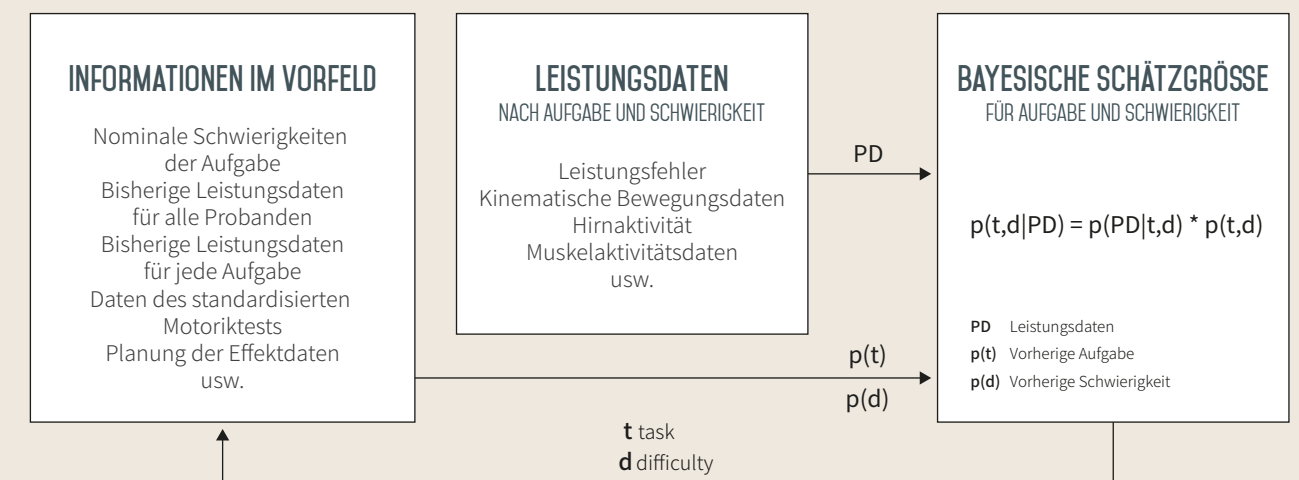 INFORMATIONEN IM VORFELD
Nominale Schwierigkeiten
der Aufgabe
Bisherige Leistungsdaten
für alle Probanden
Bisherige Leistungsdaten
für jede Aufgabe
Daten des standardisierten
Motoriktests
Planung der Effektdaten
usw.
LEISTUNGSDATEN
NACH AUFGABE UND SCHWIERIGKEIT
Leistungsfehler
Kinematische Bewegungsdaten
Hirnaktivität
Muskelaktivitätsdaten
usw.
PD
p(t)
p(d)
t task
d difficulty
BAYESISCHE SCHÄTZGRÖSSE
FÜR AUFGABE UND SCHWIERIGKEIT
p(t,d|PD) = p(PD|t,d) * p(t,d)
PD Leistungsdaten
p(t) Vorherige Aufgabe
p(d) Vorherige Schwierigkeit